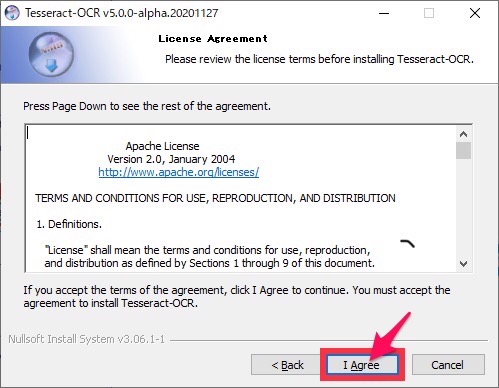 Tesseract-OCR v5.0.0-alpha.20201127
License Agreement
Please review the license terms before installing Tesseract-OCR.
Press Page Down to see the rest of the agreement.
Apache License
Version 2.0, January 2004
http://www.apache.org/licenses/
TERMS AND CONDITIONS FOR USE, REPRODUCTION, AND DISTRIBUTION
1. Definitions.
"License" shall mean the terms and conditions for use, reproduction,
and distribution as defined by Sections 1 through 9 of this document.
If you accept the terms of the agreement, click I Agree to continue. You must accept the
agreement to install Tesseract-OCR.
Nullsoft Install System v3.06.1-1
< Back
I Agree
Cancel